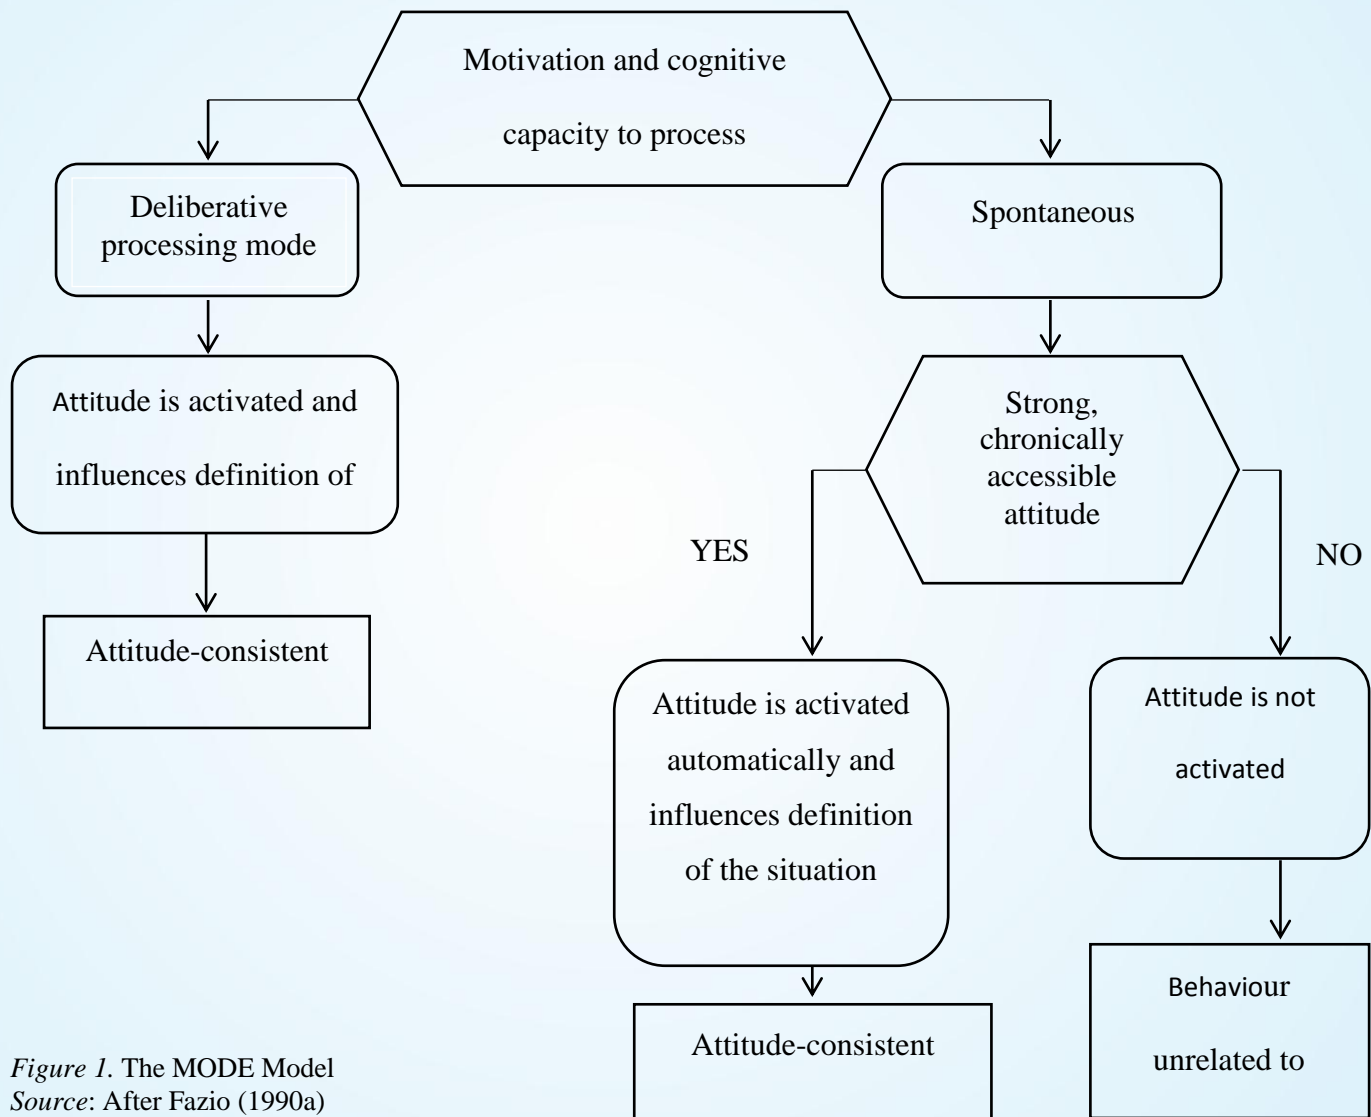 Motivation and cognitive
capacity to process
Deliberative
processing mode
Spontaneous
Attitude is activated and
influences definition of
Strong,
chronically
accessible
attitude
YES
NO
Attitude-consistent
Attitude is activated
automatically and
influences definition
of the situation
Attitude is not
activated
Attitude-consistent
Behaviour
unrelated to
Figure 1. The MODE Model
Source: After Fazio (1990a)